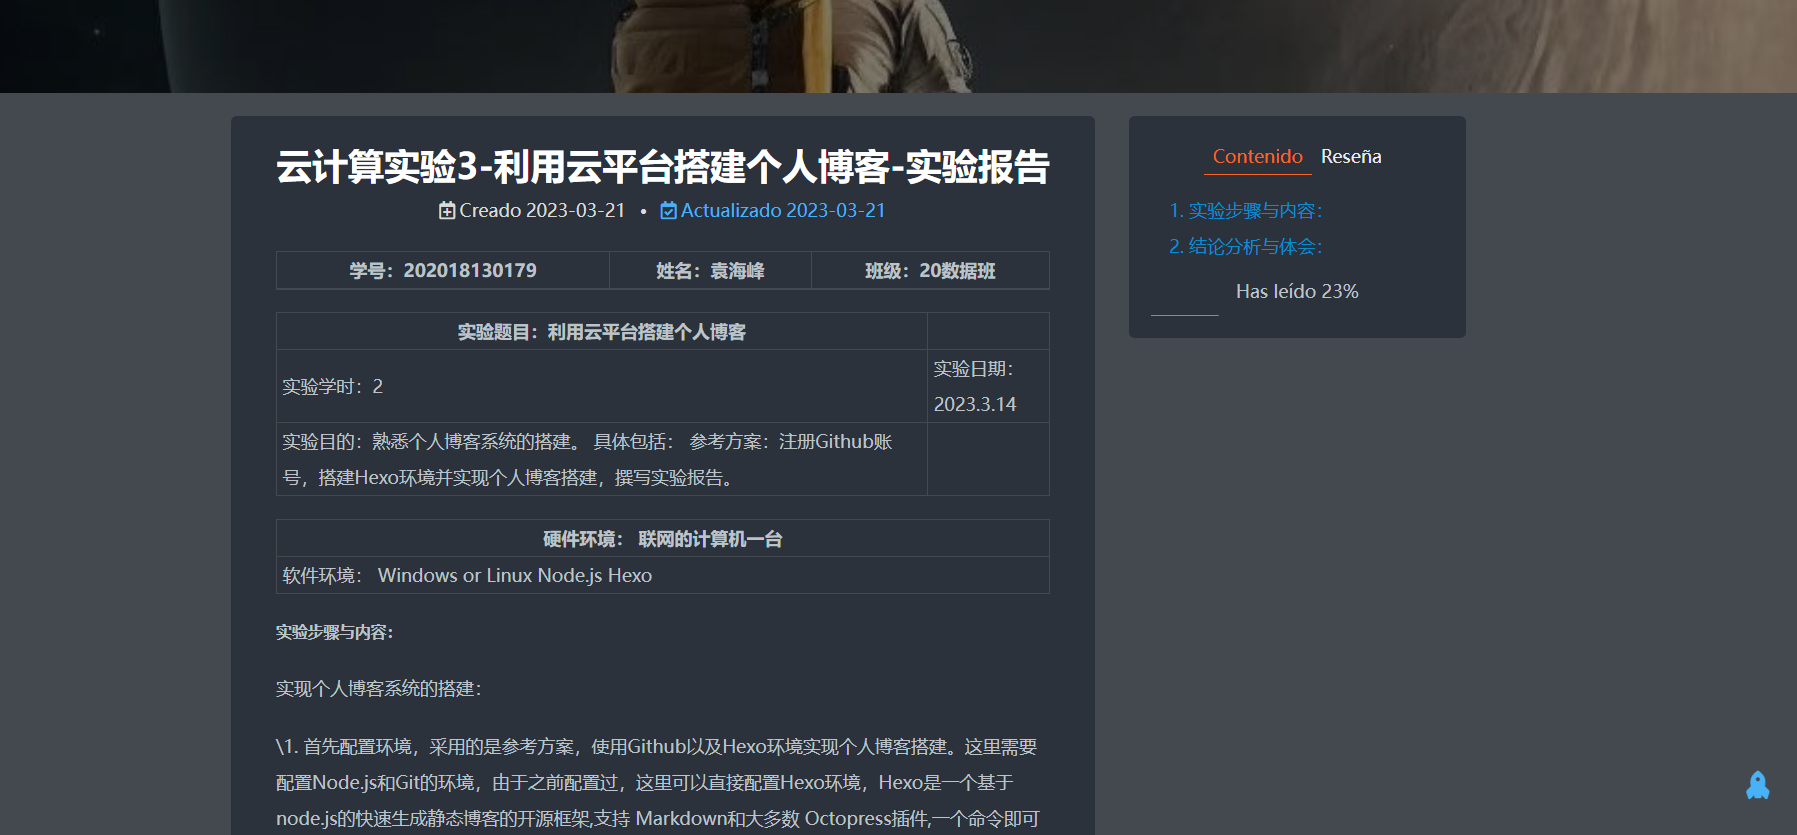 云计算实验3-利用云平台搭建个人博客-实验报告
Creado 2023-03-21 • Actualizado 2023-03-21
学号：202018130179 姓名：袁海峰 班级：20数据班
实验题目：利用云平台搭建个人博客
实验学时：2 实验日期：
2023.3.14
实验目的：熟悉个人博客系统的搭建。 具体包括： 参考方案：注册Github账
号，搭建Hexo环境并实现个人博客搭建，撰写实验报告。
硬件环境： 联网的计算机一台
软件环境： Windows or Linux Node.js Hexo
实验步骤与内容：
实现个人博客系统的搭建：
\1. 首先配置环境，采用的是参考方案，使用Github以及Hexo环境实现个人博客搭建。这里需要
配置Node.js和Git的环境，由于之前配置过，这里可以直接配置Hexo环境，Hexo是一个基于
node.js的快速生成静态博客的开源框架,支持 Markdown和大多数 Octopress插件,一个命令即可
Contenido Reseña
1. 实验步骤与内容：
2. 结论分析与体会：
Has leído 23%